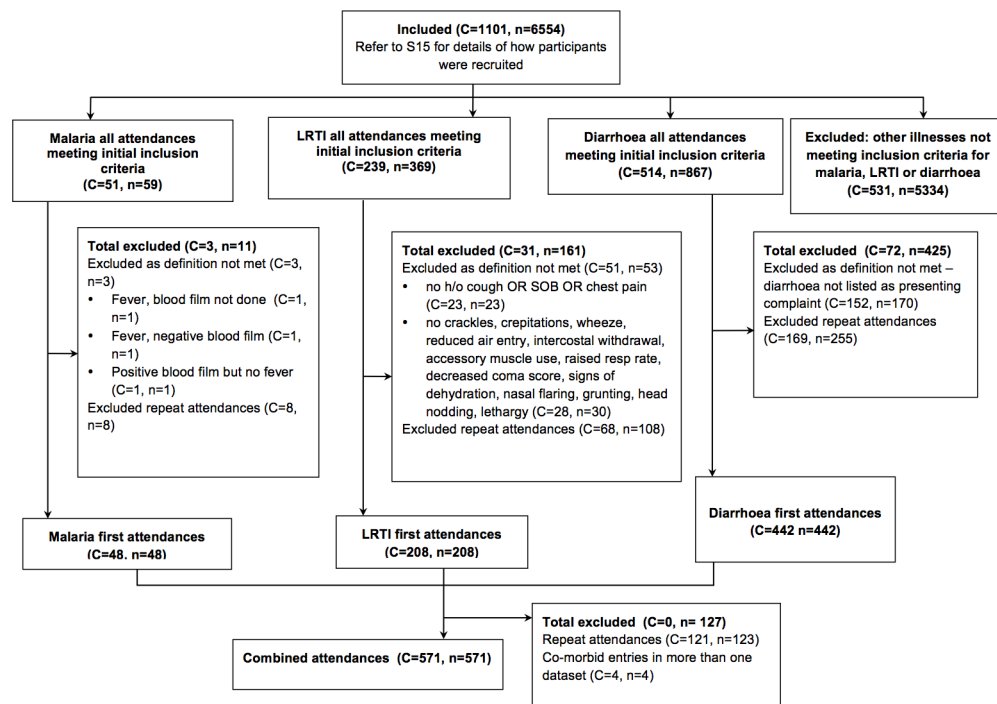 Included (C=1101, n=6554)
Refer to S15 for details of how participants
were recruited
Malaria all attendances
meeting initial inclusion
criteria
(C=51, n=59)
LRTI all attendances meeting
initial inclusion criteria
(C=239, n=369)
Diarrhoea all attendances
meeting initial inclusion criteria
(C=514, n=867)
Excluded: other illnesses not
meeting inclusion criteria for
malaria, LRTI or diarrhoea
(C=531, n=5334)
Total excluded (C=3, n=11)
Excluded as definition not met (C=3,
n=3)
• Fever, blood film not done (C=1,
n=1)
• Fever, negative blood film (C=1,
n=1)
• Positive blood film but no fever
(C=1, n=1)
Excluded repeat attendances (C=8,
n=8)
Total excluded (C=31, n=161)
Excluded as definition not met (C=51, n=53)
• no h/o cough OR SOB OR chest pain
(C=23, n=23)
• no crackles, crepitations, wheeze,
reduced air entry, intercostal withdrawal,
accessory muscle use, raised resp rate,
decreased coma score, signs of
dehydration, nasal flaring, grunting, head
nodding, lethargy (C=28, n=30)
Excluded repeat attendances (C=68, n=108)
Total excluded (C=72, n=425)
Excluded as definition not met –
diarrhoea not listed as presenting
complaint (C=152, n=170)
Excluded repeat attendances
(C=169, n=255)
Malaria first attendances
(C=48, n=48)
LRTI first attendances
(C=208, n=208)
Diarrhoea first attendances
(C=442 n=442)
Combined attendances (C=571, n=571)
Total excluded (C=0, n= 127)
Repeat attendances (C=121, n=123)
Co-morbid entries in more than one
dataset (C=4, n=4)